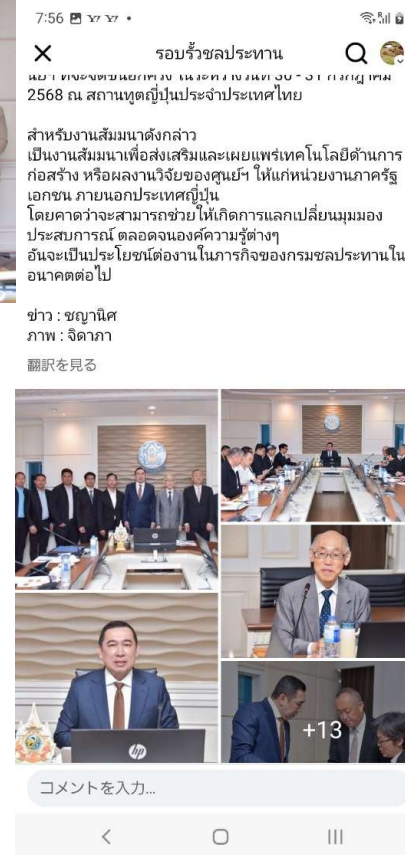 7:56
รอบรั้วชลประทาน
2568 ณ สถานทูตญี่ปุ่นประจำประเทศไทย
สำหรับงานสัมมนาดังกล่าว
เป็นงานสัมมนาเพื่อส่งเสริมและเผยแพร่เทคโนโลยีด้านการ
ก่อสร้าง หรือผลงานวิจัยของศูนย์ฯ ให้แก่หน่วยงานภาครัฐ
เอกชน ภายนอกประเทศญี่ปุ่น
โดยคาดว่าจะสามารถช่วยให้เกิดการแลกเปลี่ยนมุมมอง
ประสบการณ์ ตลอดจนองค์ความรู้ต่างๆ
อันจะเป็นประโยชน์ต่องานในภารกิจของกรมชลประทานใน
อนาคตต่อไป
ข่าว : ชญานิศ
ภาพ : จิดาภา
翻訳を見る
hp
+13
コメントを入力...